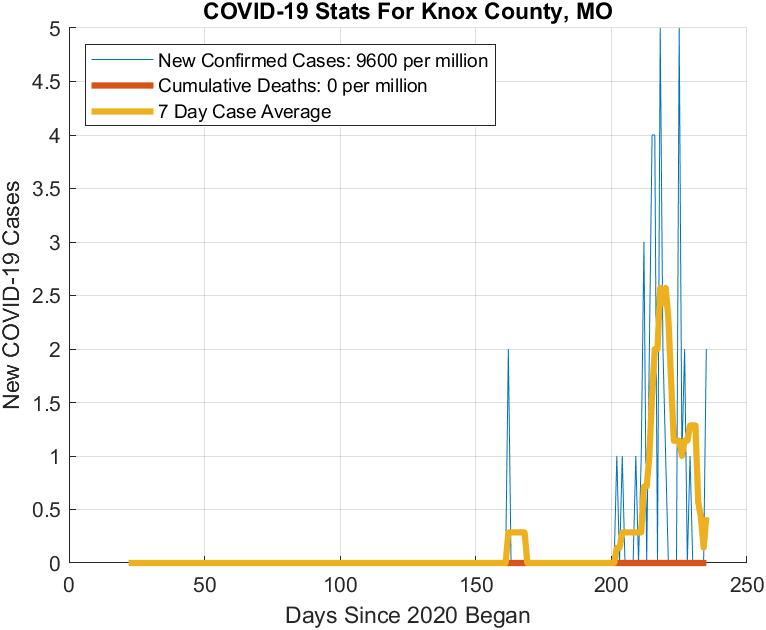 COVID-19 Stats For Knox County, MO
New Confirmed Cases: 9600 per million
Cumulative Deaths: 0 per million
7 Day Case Average
New COVID-19 Cases
5
4.5
4
3.5
3
2.5
2
1.5
1
0.5
0
0 50 100 150 200 250
Days Since 2020 Began